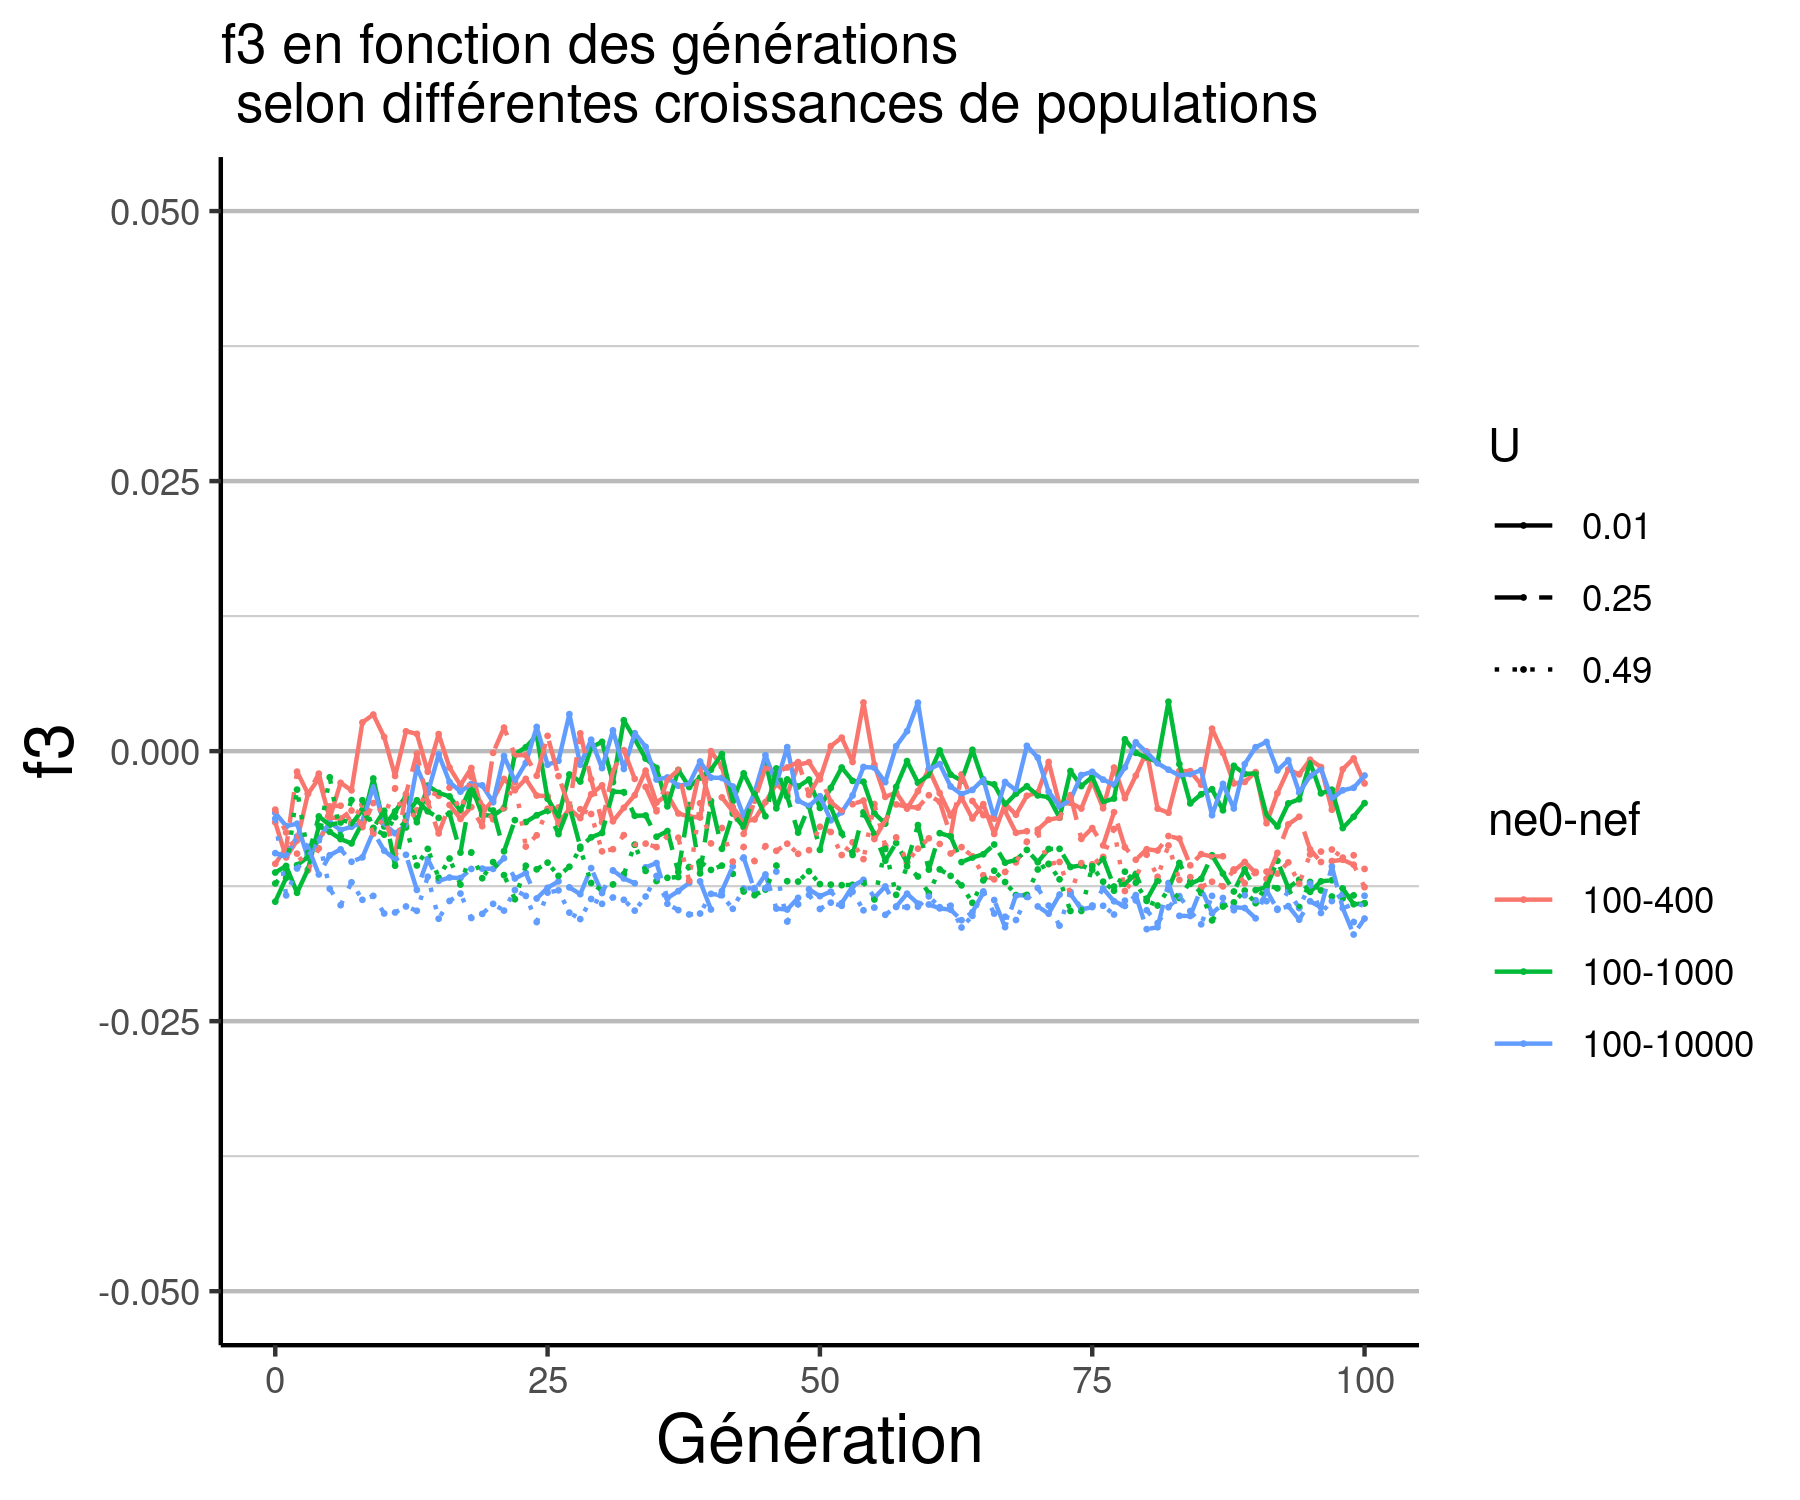 f3 en fonction des générations
selon différentes croissances de populations
f3
0.050
0.025
0.000
-0.025
-0.050
0 25 50 75 100
Génération
U
0.01
0.25
0.49
ne0-nef
100-400
100-1000
100-10000